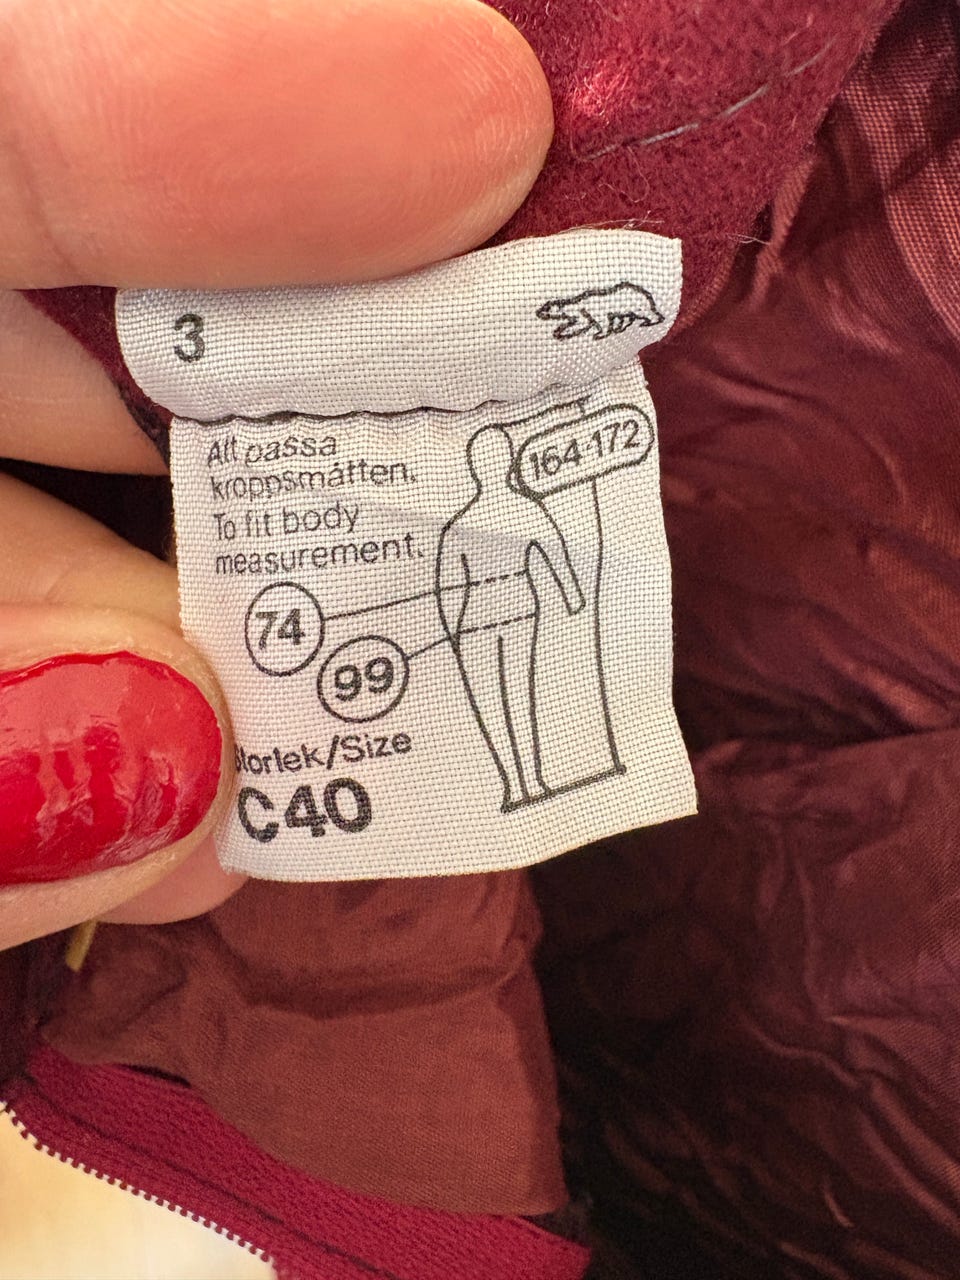 3
Att passa
kroppsmåtten.
To fit body
measurement.
164-172
74
99
Storlek/Size
C40